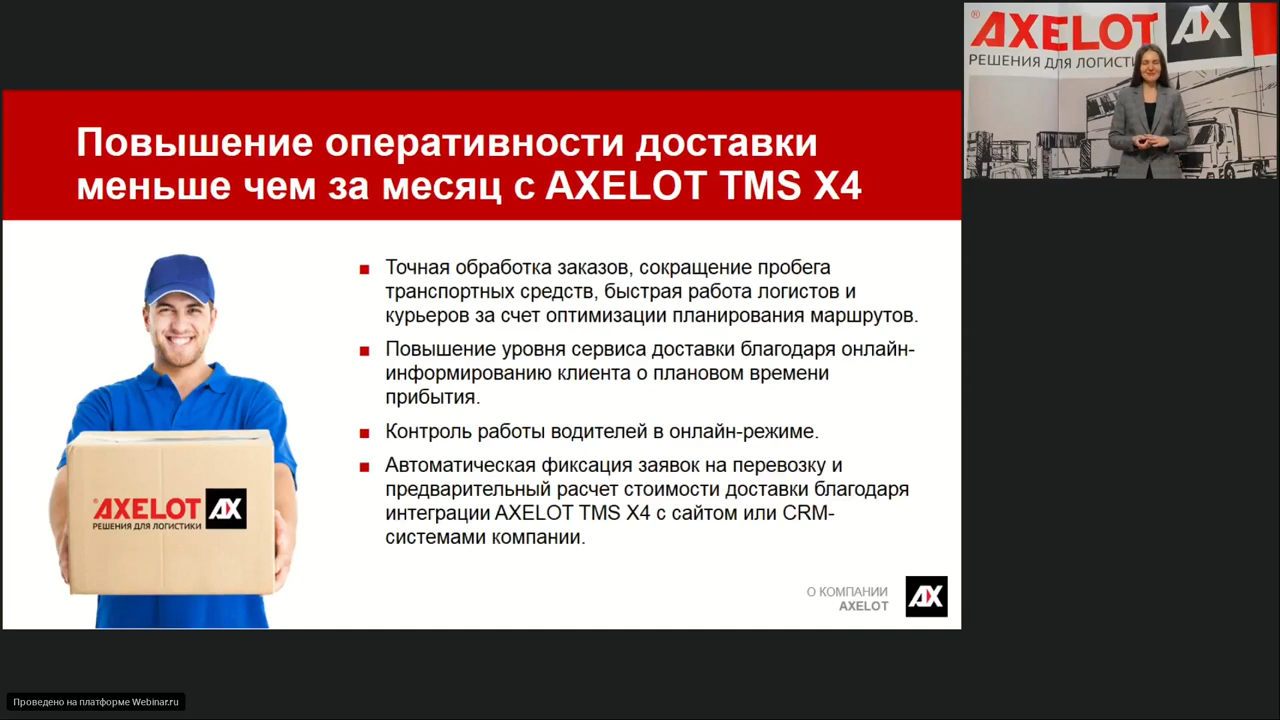 Повышение оперативности доставки
меньше чем за месяц с AXELOT TMS X4
Точная обработка заказов, сокращение пробега
транспортных средств, быстрая работа логистов и
курьеров за счет оптимизации планирования маршрутов.
Повышение уровня сервиса доставки благодаря онлайн-
информированию клиента о плановом времени
прибытия.
Контроль работы водителей в онлайн-режиме.
Автоматическая фиксация заявок на перевозку и
предварительный расчет стоимости доставки благодаря
интеграции AXELOT TMS X4 с сайтом или CRM-
системами компании.
®AXELOT AX
РЕШЕНИЯ ДЛЯ ЛОГИСТИКИ
О КОМПАНИИ
AXELOT
AX
®AXELOT AX
РЕШЕНИЯ ДЛЯ ЛОГИСТИ
Проведено на платформе Webinar.ru